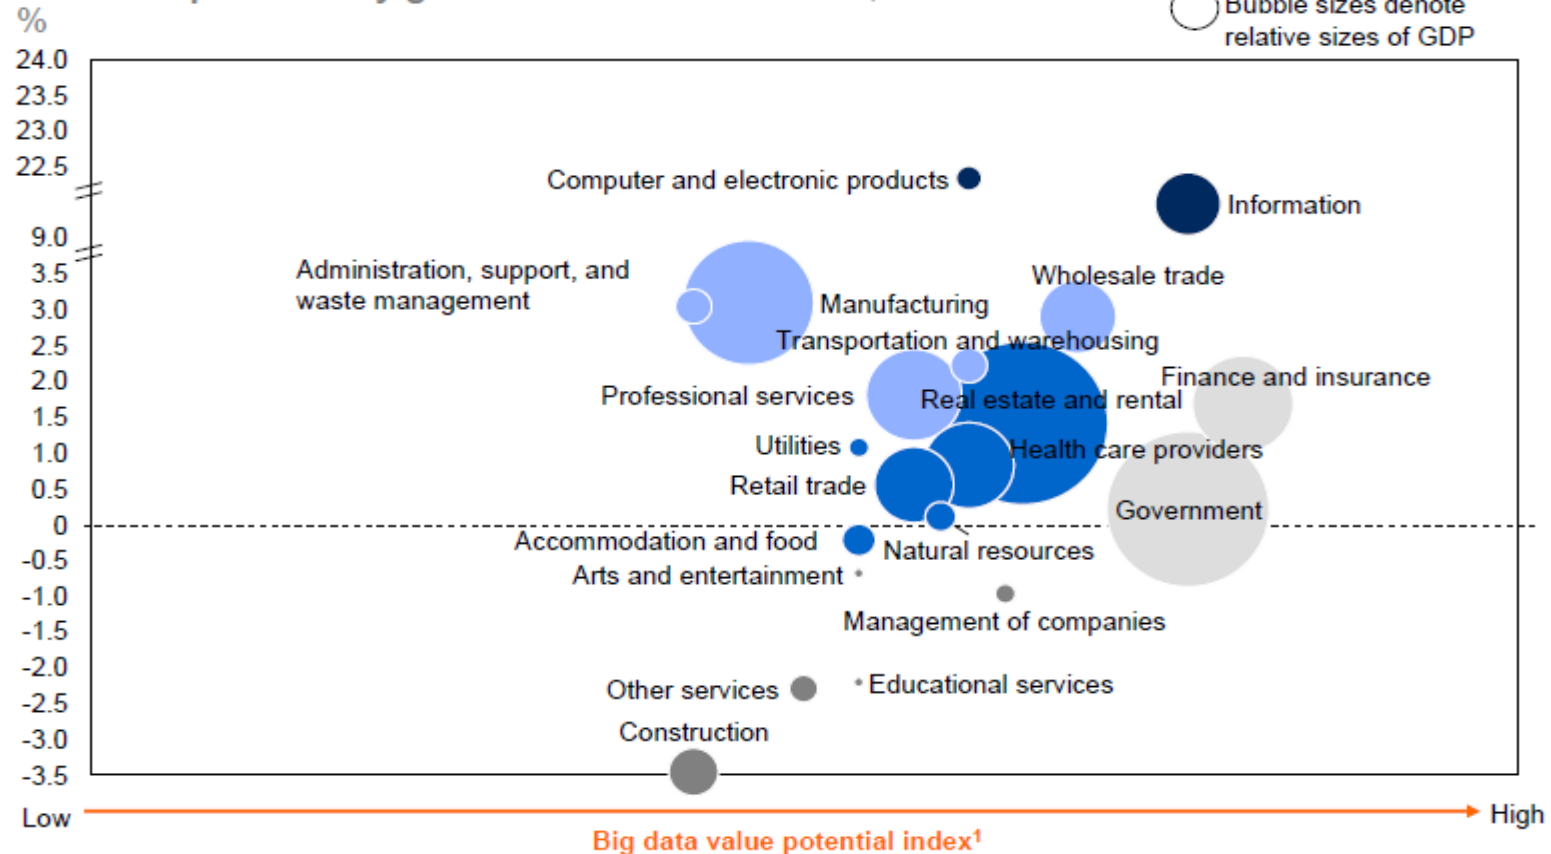 %
Bubble sizes denote
relative sizes of GDP
24.0
23.5
23.0
22.5
9.0
3.5
3.0
2.5
2.0
1.5
1.0
0.5
0
-0.5
-1.0
-1.5
-2.0
-2.5
-3.0
-3.5
Computer and electronic products
Information
Administration, support, and
waste management
Wholesale trade
Manufacturing
Transportation and warehousing
Finance and insurance
Professional services
Real estate and rental
Utilities
Health care providers
Retail trade
Government
Accommodation and food
Natural resources
Arts and entertainment
Management of companies
Other services
Educational services
Construction
Low
High
Big data value potential index¹